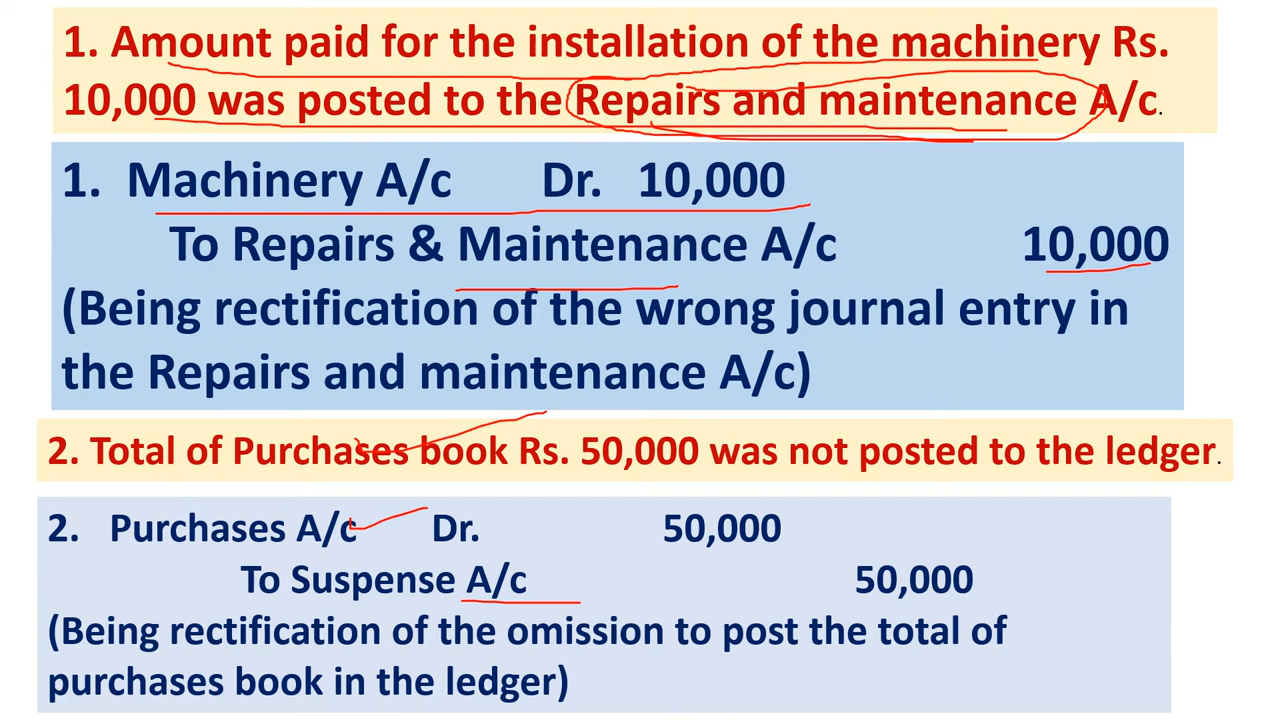 1. Amount paid for the installation of the machinery Rs.
10,000 was posted to the Repairs and maintenance A/c.
1. Machinery A/c Dr. 10,000
To Repairs & Maintenance A/c 10,000
(Being rectification of the wrong journal entry in
the Repairs and maintenance A/c)
2. Total of Purchases book Rs. 50,000 was not posted to the ledger.
2. Purchases A/c Dr. 50,000
To Suspense A/c 50,000
(Being rectification of the omission to post the total of
purchases book in the ledger)